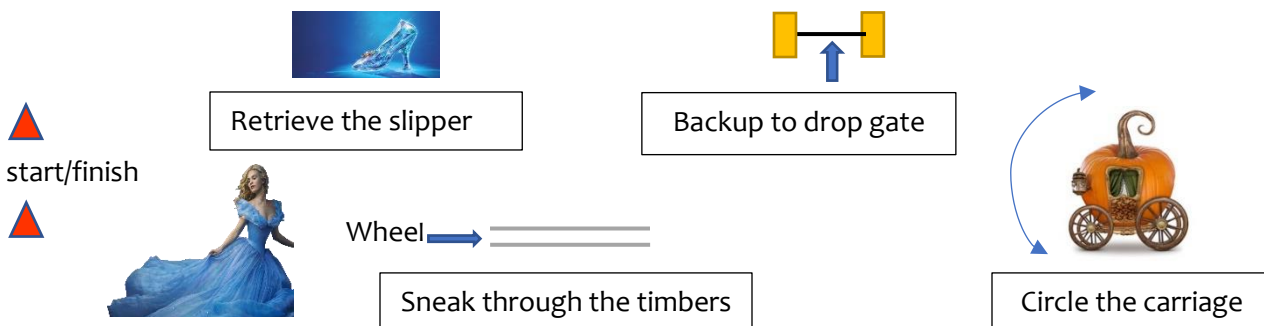 Retrieve the slipper
Backup to drop gate
start/finish
Wheel
Sneak through the timbers
Circle the carriage